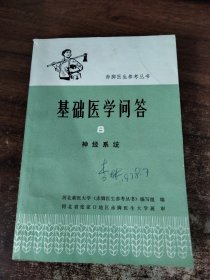 赤脚医生参考丛书
基础医学问答
8
神经系统
河北新医大学《赤脚医生参考丛书》编写组 编
河北省张家口地区赤脚医生大学 审